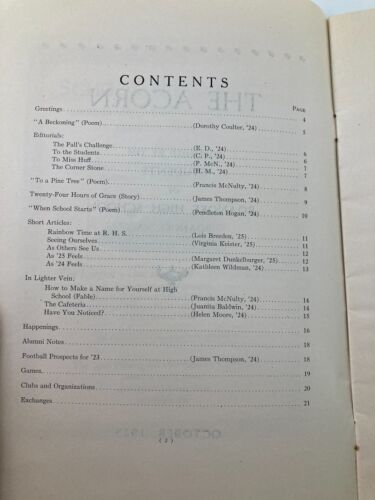 CONTENTS
PAGE
Greetings 4
"A Beckoning" (Poem) (Dorothy Coulter, '24) 5
Editorials:
The Fall's Challenge (E. D., '24) 6
To the Students (C. P., '24) 6
To Miss Huff (F. McN., '24) 7
The Corner Stone (H. M., '24) 7
"To a Pine Tree" (Poem) (Francis McNulty, '24) 8
Twenty-Four Hours of Grace (Story) (James Thompson, '24) 9
"When School Starts" (Poem) (Pendleton Hogan, '24) 10
Short Articles:
Rainbow Time at R. H. S. (Lois Breeden, '25) 11
Seeing Ourselves (Virginia Keister, '25) 11
As Others See Us 12
As '25 Feels (Margaret Dunkelburger, '25) 12
As '24 Feels (Kathleen Wildman, '24) 13
In Lighter Vein:
How to Make a Name for Yourself at High
School (Fable) (Francis McNulty, '24) 14
The Cafeteria (Juanita Baldwin, '24) 14
Have You Noticed? (Helen Moore, '24) 15
Happenings 16
Alumni Notes 18
Football Prospects for '23 (James Thompson, '24) 18
Games 19
Clubs and Organizations 20
Exchanges 21
THE ACORN
OCTOBER 1923
(2)